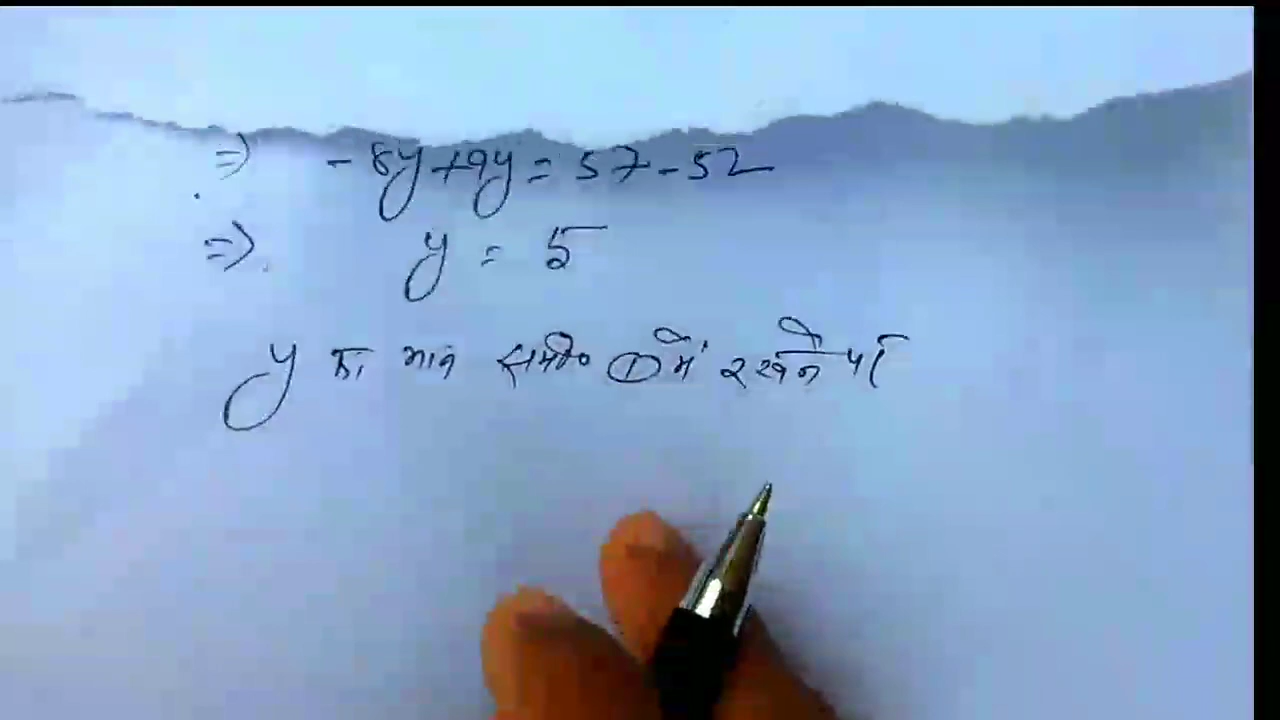 => - 8y+9y = 57-52
=> y = 5
y का मान समी० ① में रखने पर